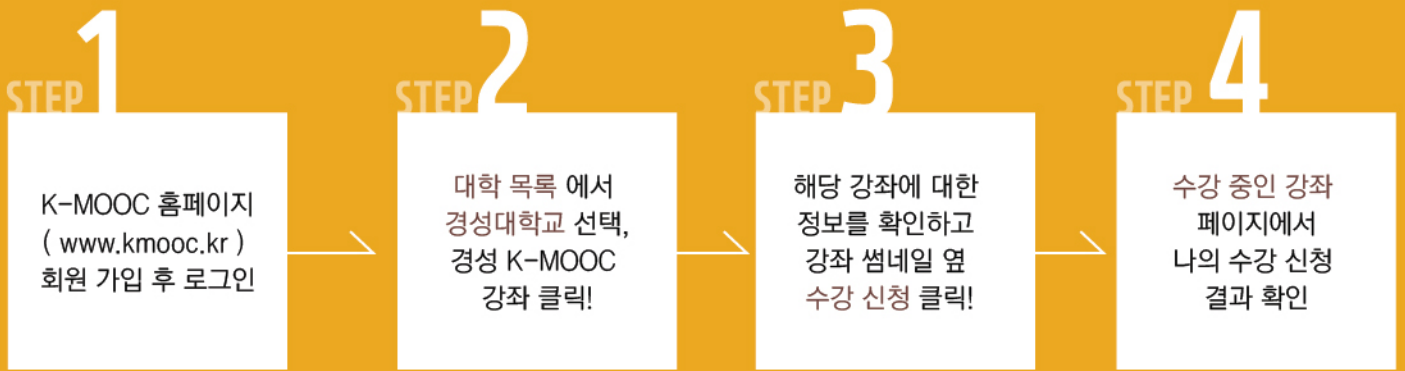 STEP 1
K-MOOC 홈페이지
( www.kmooc.kr )
회원 가입 후 로그인
STEP 2
대학 목록 에서
경성대학교 선택,
경성 K-MOOC
강좌 클릭!
STEP 3
해당 강좌에 대한
정보를 확인하고
강좌 썸네일 옆
수강 신청 클릭!
STEP 4
수강 중인 강좌
페이지에서
나의 수강 신청
결과 확인